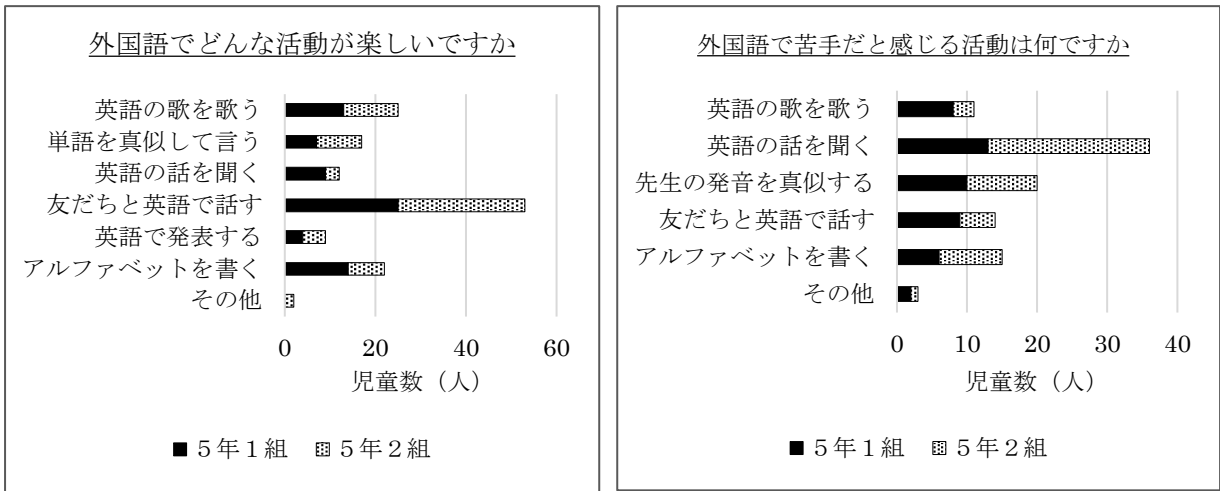 外国語でどんな活動が楽しいですか
英語の歌を歌う
単語を真似して言う
英語の話を聞く
友だちと英語で話す
英語で発表する
アルファベットを書く
その他
0 20 40 60
児童数（人）
■５年１組 ５年２組
外国語で苦手だと感じる活動は何ですか
英語の歌を歌う
英語の話を聞く
先生の発音を真似する
友だちと英語で話す
アルファベットを書く
その他
0 10 20 30 40
児童数（人）
■５年１組 ５年２組